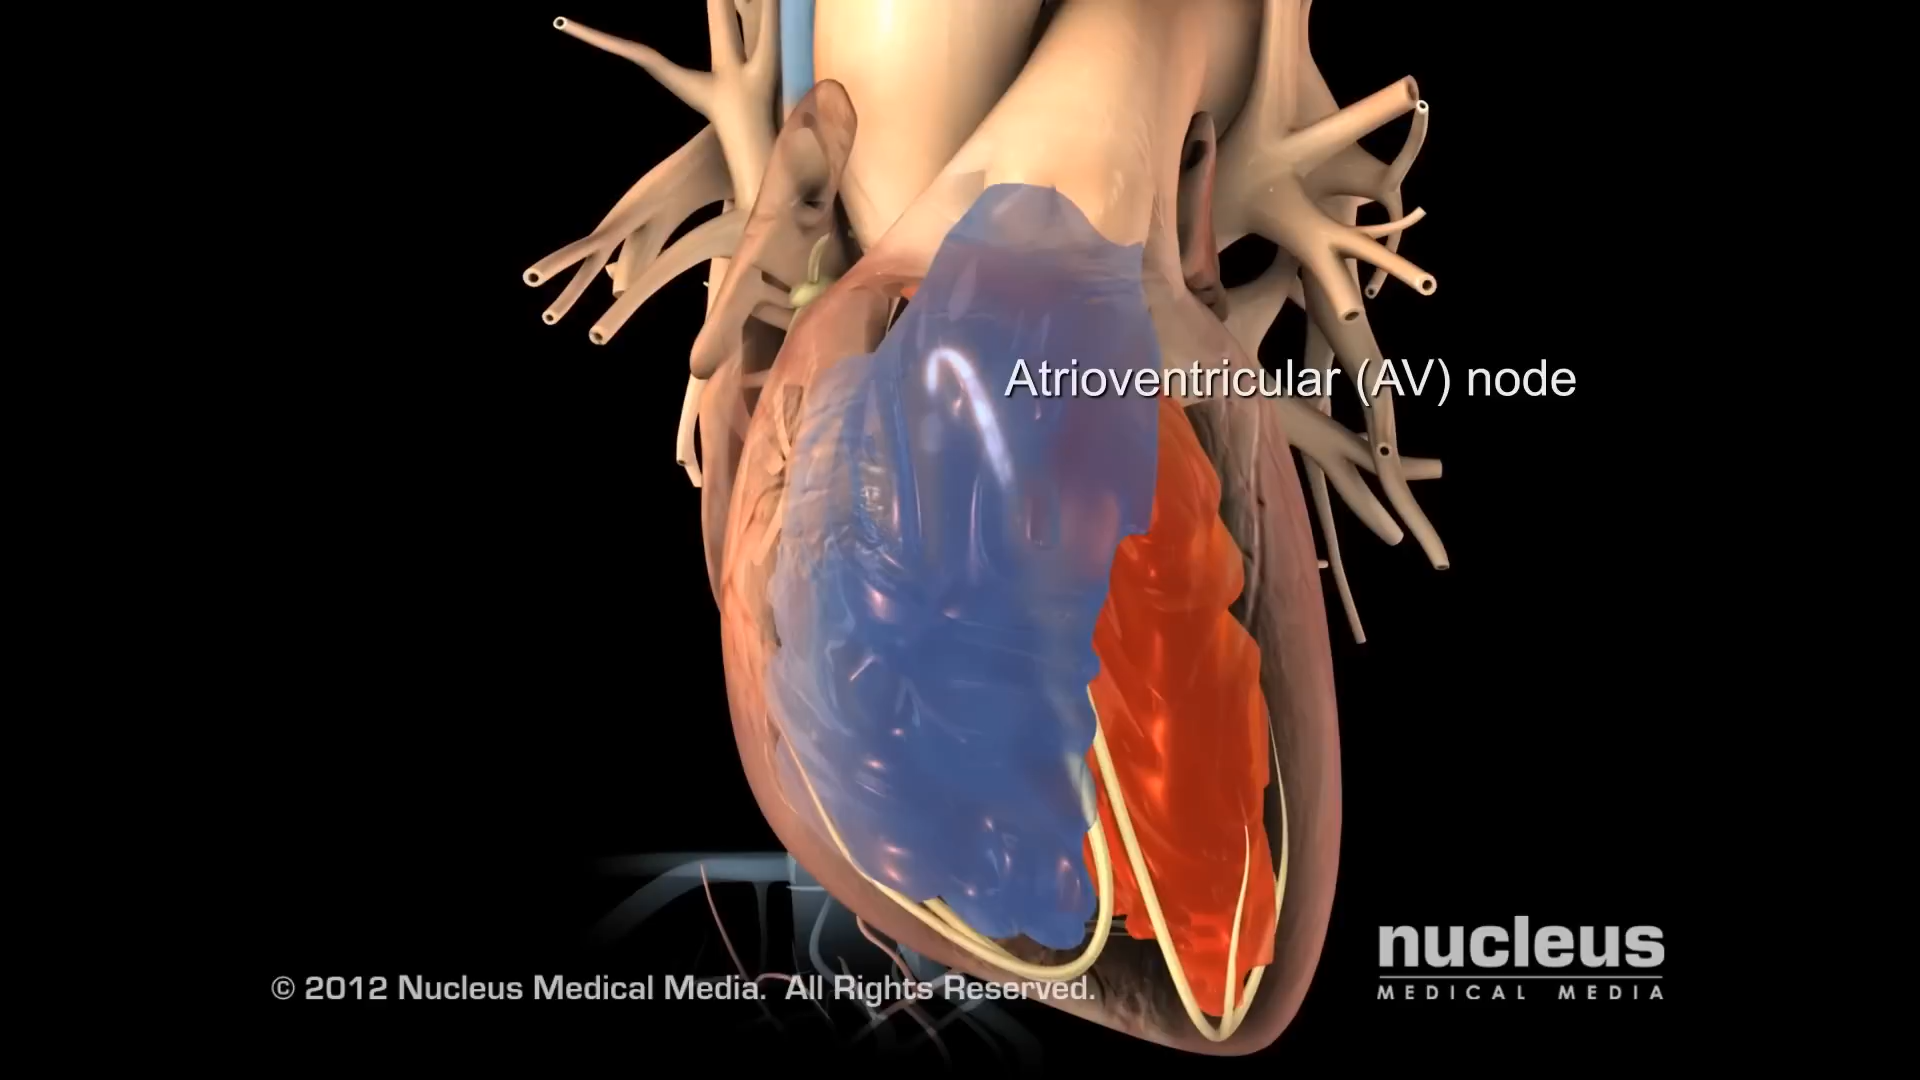 Atrioventricular (AV) node
nucleus
MEDICAL MEDIA
© 2012 Nucleus Medical Media. All Rights Reserved.